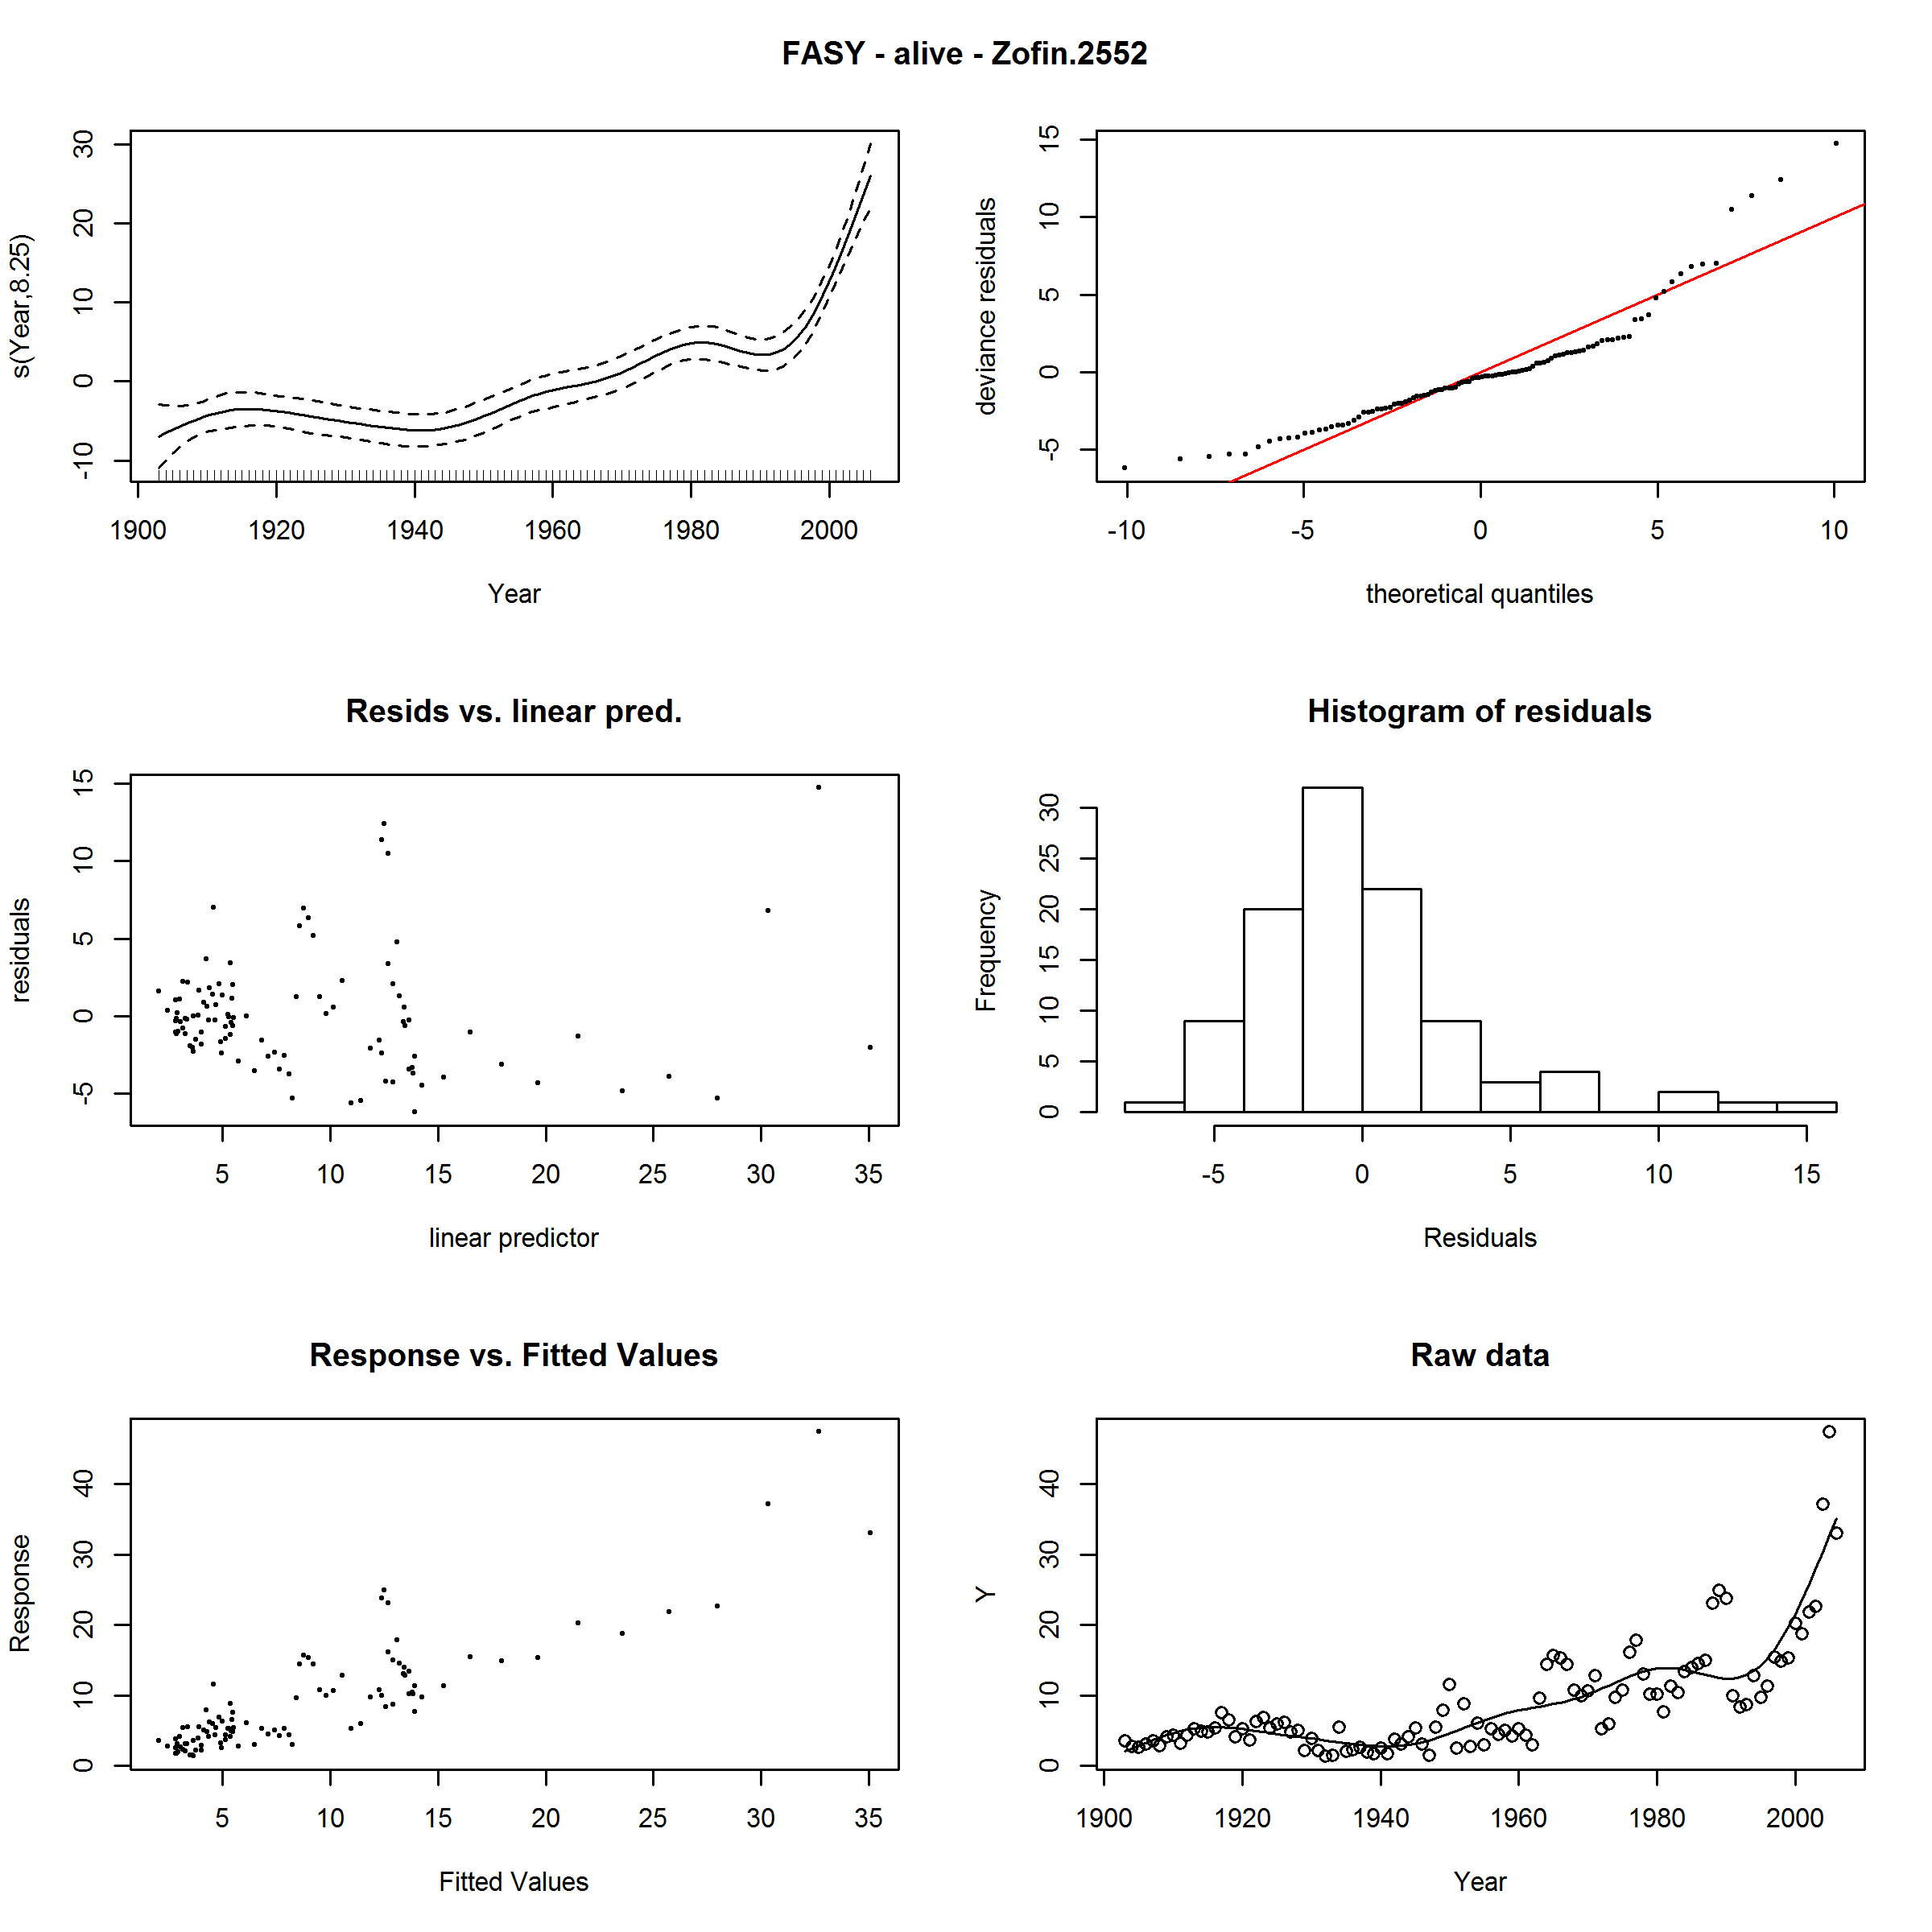 FASY - alive - Zofin.2552
s(Year,8.25)
-10 0 10 20 30
1900 1920 1940 1960 1980 2000
Year
deviance residuals
-5 0 5 10 15
-10 -5 0 5 10
theoretical quantiles
Resids vs. linear pred.
residuals
-5 0 5 10 15
5 10 15 20 25 30 35
linear predictor
Histogram of residuals
Frequency
0 5 10 15 20 25 30
-5 0 5 10 15
Residuals
Response vs. Fitted Values
Response
0 10 20 30 40
5 10 15 20 25 30 35
Fitted Values
Raw data
Y
0 10 20 30 40
1900 1920 1940 1960 1980 2000
Year